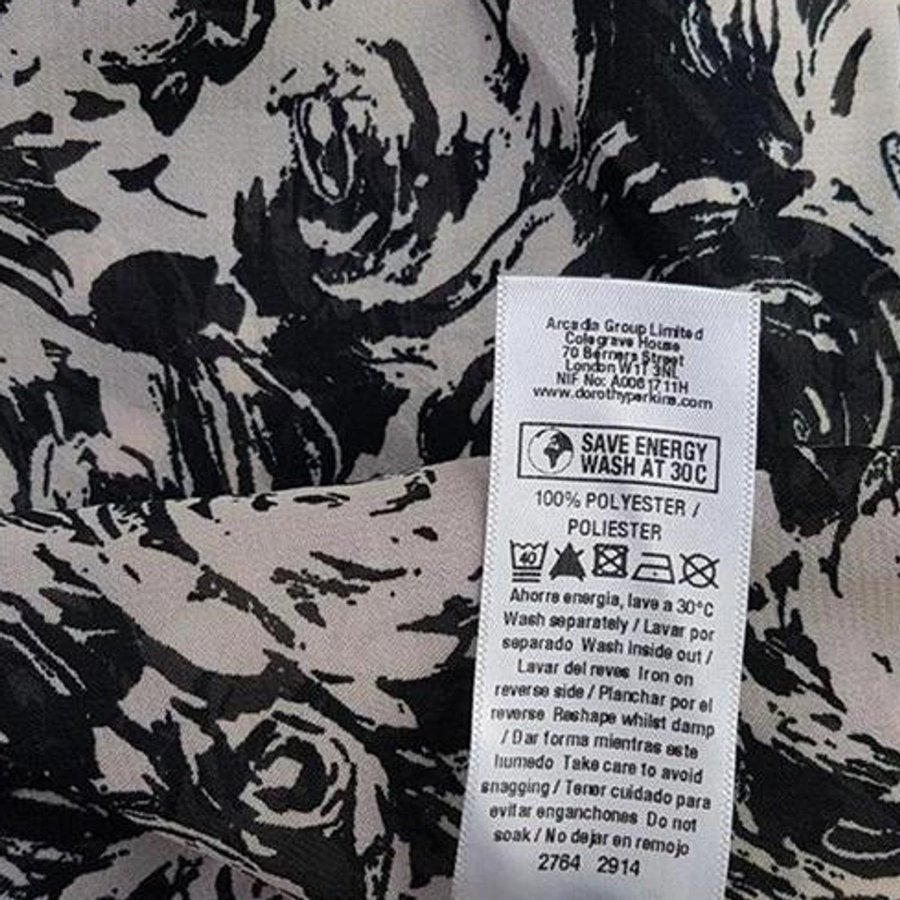 Arcadia Group Limited
Colegrave House
70 Berners Street
London W1T 3NL
NIF No: A0081711H
www.dorothyperkins.com
SAVE ENERGY
WASH AT 30C
100% POLYESTER /
POLIESTER
40
Ahorre energia, lave a 30°C
Wash separately / Lavar por
separado Wash inside out /
Lavar del reves Iron on
reverse side / Planchar por el
reverse Reshape whilst damp
/ Dar forma mientras este
humedo Take care to avoid
snagging / Tener cuidado para
evitar enganchones Do not
soak / No dejar en remojo
2764 2914